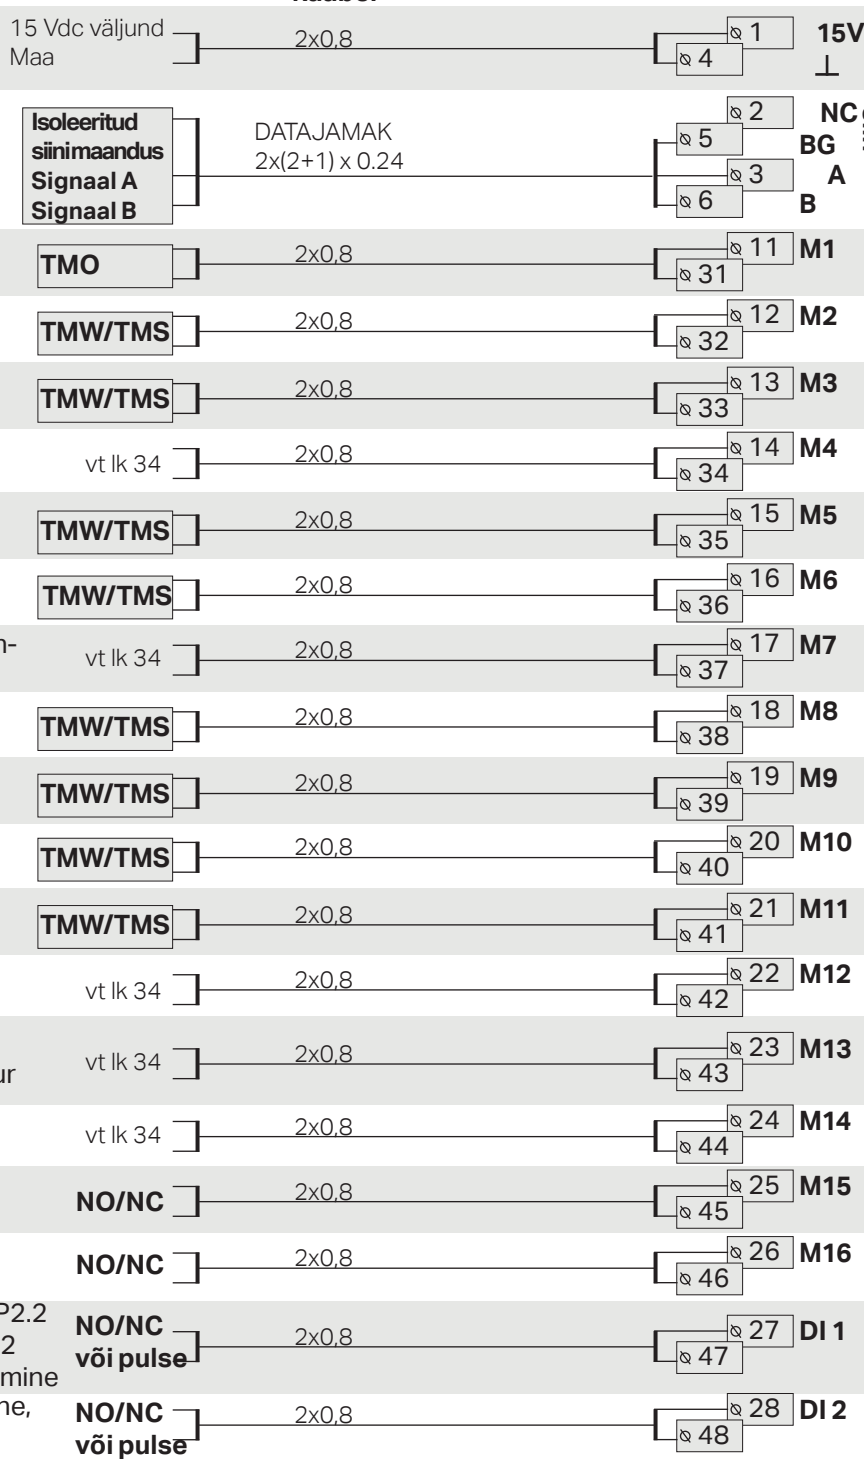 15 Vdc väljund 2x0,8 ⦰ 1 15V
Maa ⦰ 4 ⊥
Isoleeritud ⦰ 2 NC
siinimaandus DATAJAMAK ⦰ 5 BG
Signaal A 2x(2+1) x 0.24 ⦰ 3 A
Signaal B ⦰ 6 B
TMO 2x0,8 ⦰ 11 M1
⦰ 31
TMW/TMS 2x0,8 ⦰ 12 M2
⦰ 32
TMW/TMS 2x0,8 ⦰ 13 M3
⦰ 33
vt lk 34 2x0,8 ⦰ 14 M4
⦰ 34
TMW/TMS 2x0,8 ⦰ 15 M5
⦰ 35
TMW/TMS 2x0,8 ⦰ 16 M6
⦰ 36
n- vt lk 34 2x0,8 ⦰ 17 M7
⦰ 37
TMW/TMS 2x0,8 ⦰ 18 M8
⦰ 38
TMW/TMS 2x0,8 ⦰ 19 M9
⦰ 39
TMW/TMS 2x0,8 ⦰ 20 M10
⦰ 40
TMW/TMS 2x0,8 ⦰ 21 M11
⦰ 41
vt lk 34 2x0,8 ⦰ 22 M12
⦰ 42
vt lk 34 2x0,8 ⦰ 23 M13
ur ⦰ 43
vt lk 34 2x0,8 ⦰ 24 M14
⦰ 44
NO/NC 2x0,8 ⦰ 25 M15
⦰ 45
NO/NC 2x0,8 ⦰ 26 M16
⦰ 46
P2.2 NO/NC 2x0,8 ⦰ 27 DI 1
2 või pulse ⦰ 47
mine
ne, NO/NC 2x0,8 ⦰ 28 DI 2
või pulse ⦰ 48